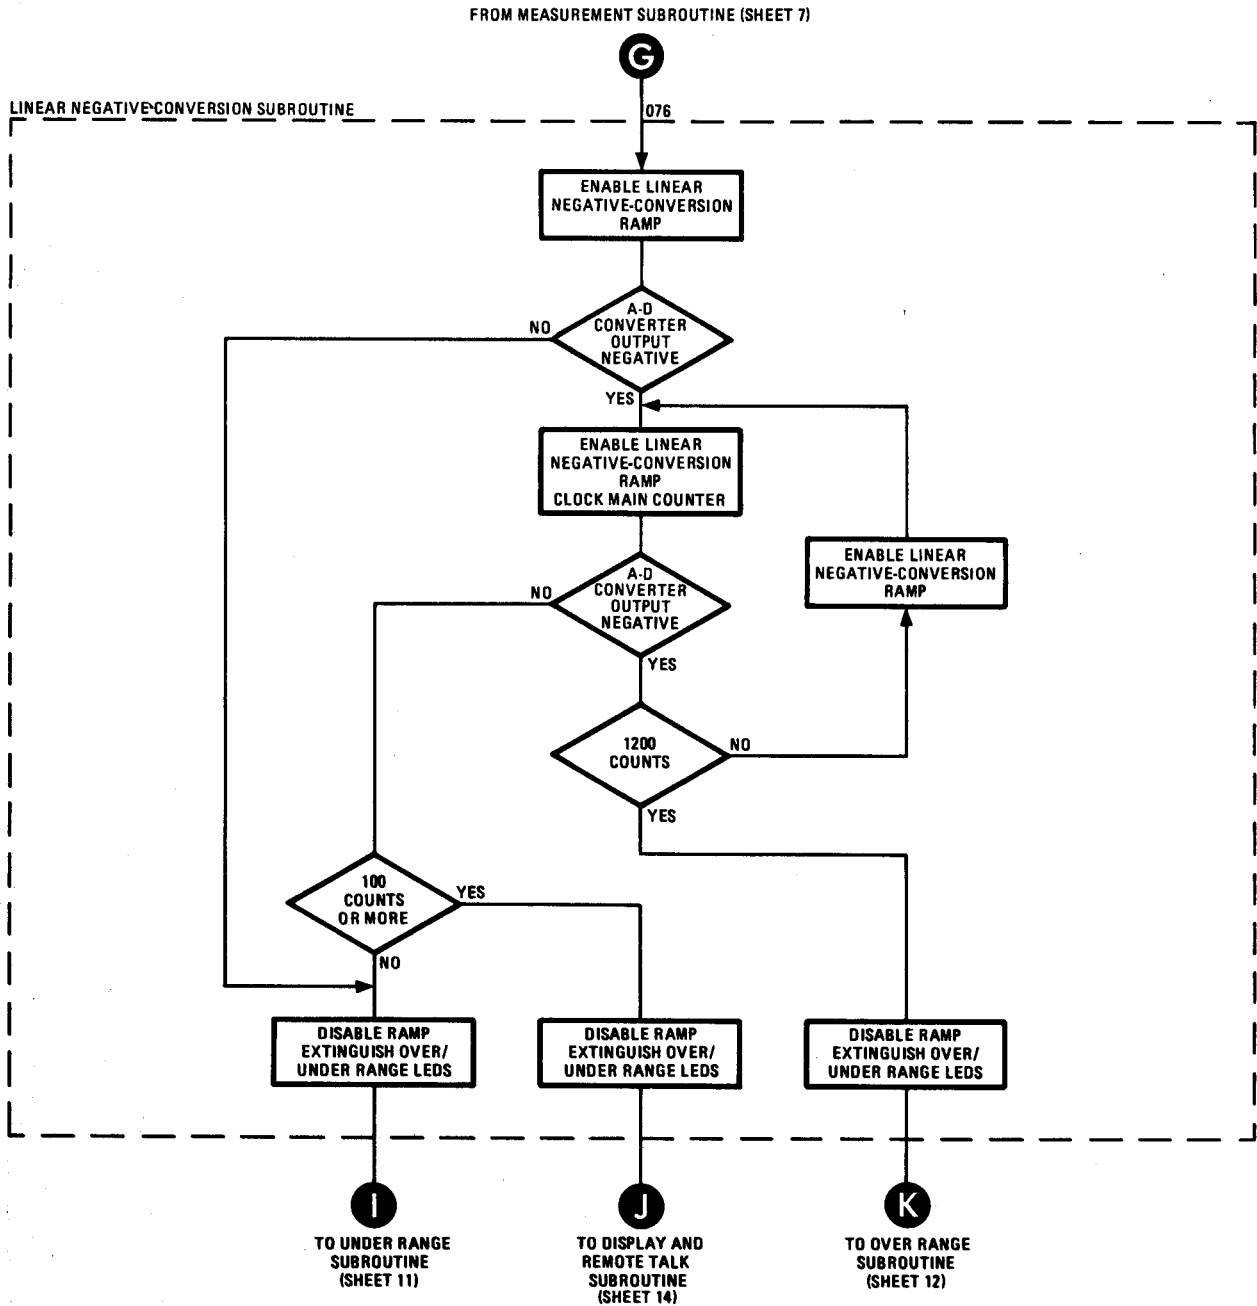 FROM MEASUREMENT SUBROUTINE (SHEET 7)
G
076
LINEAR NEGATIVE-CONVERSION SUBROUTINE
ENABLE LINEAR
NEGATIVE-CONVERSION
RAMP
A-D
CONVERTER
OUTPUT
NEGATIVE
NO
YES
ENABLE LINEAR
NEGATIVE-CONVERSION
RAMP
CLOCK MAIN COUNTER
ENABLE LINEAR
NEGATIVE-CONVERSION
RAMP
A-D
CONVERTER
OUTPUT
NEGATIVE
NO
YES
1200
COUNTS
NO
YES
100
COUNTS
OR MORE
YES
NO
DISABLE RAMP
EXTINGUISH OVER/
UNDER RANGE LEDS
DISABLE RAMP
EXTINGUISH OVER/
UNDER RANGE LEDS
DISABLE RAMP
EXTINGUISH OVER/
UNDER RANGE LEDS
I
J
K
TO UNDER RANGE
SUBROUTINE
(SHEET 11)
TO DISPLAY AND
REMOTE TALK
SUBROUTINE
(SHEET 14)
TO OVER RANGE
SUBROUTINE
(SHEET 12)